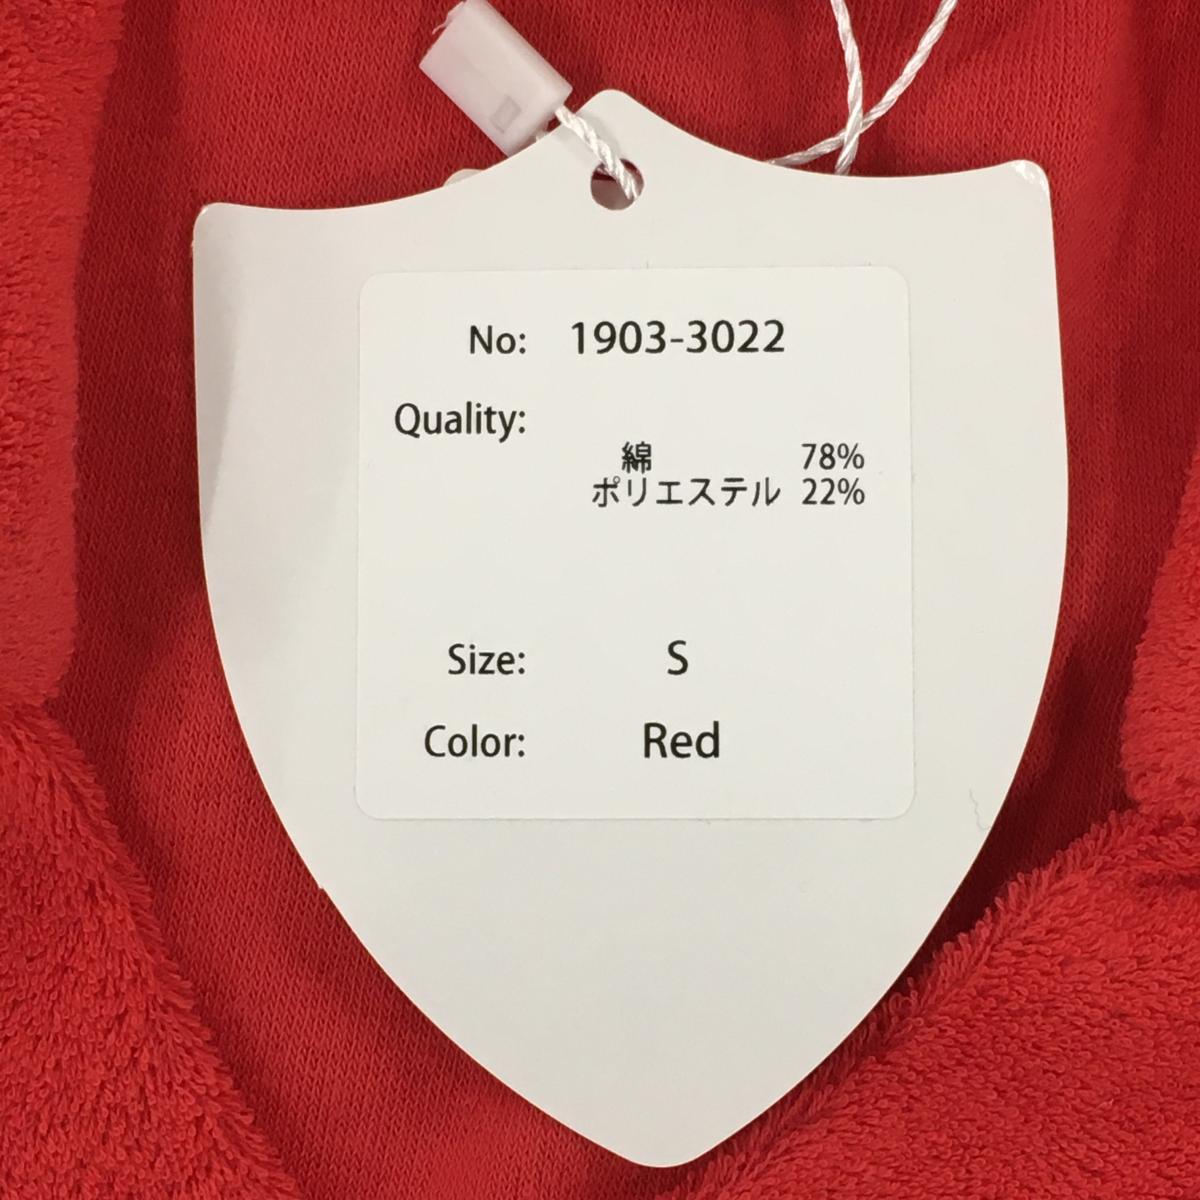 No: 1903-3022
Quality:
綿 78%
ポリエステル 22%
Size: S
Color: Red